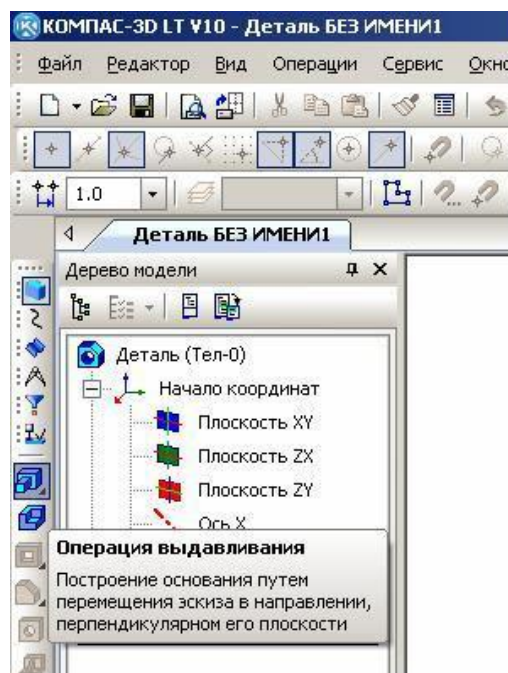 КОМПАС-3D LT V10 - Деталь БЕЗ ИМЕНИ1
Файл Редактор Вид Операции Сервис Окно
1.0
Деталь БЕЗ ИМЕНИ1
Дерево модели
Деталь (Тел-0)
Начало координат
Плоскость XY
Плоскость ZX
Плоскость ZY
Ось X
Операция выдавливания
Построение основания путем
перемещения эскиза в направлении,
перпендикулярном его плоскости